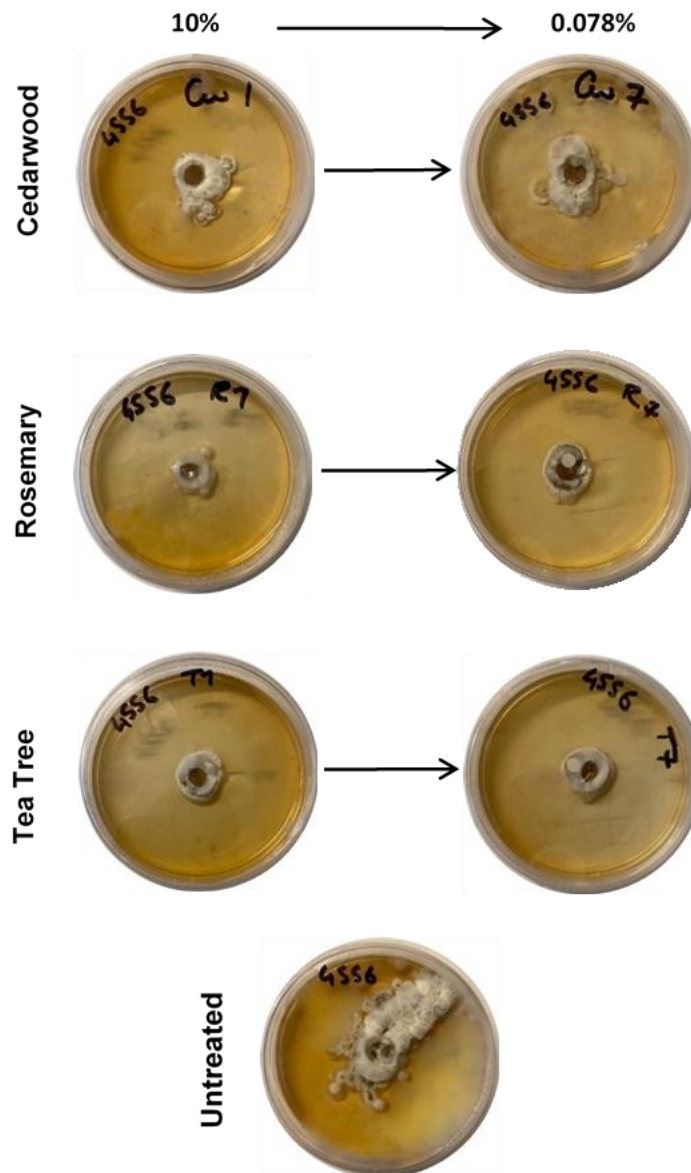 10% 0.078%
Cedarwood
4556 Cw 1
4556 Cw 7
Rosemary
4556 R1
4556 R7
Tea Tree
4556 T1
4556 T7
Untreated
4556